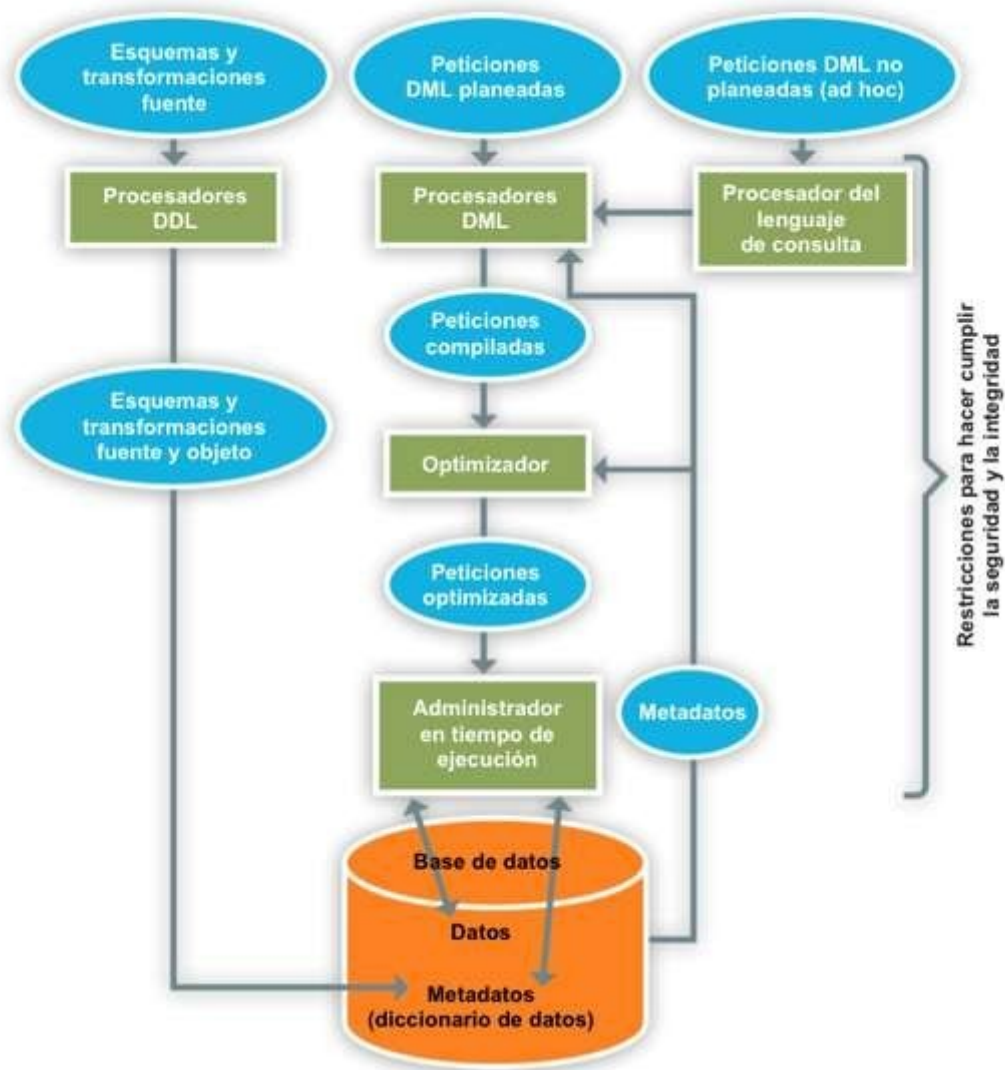 Esquemas y
transformaciones
fuente
Peticiones
DML planeadas
Peticiones DML no
planeadas (ad hoc)
Procesadores
DDL
Procesadores
DML
Procesador del
lenguaje
de consulta
Peticiones
compiladas
Esquemas y
transformaciones
fuente y objeto
Optimizador
Peticiones
optimizadas
Administrador
en tiempo de
ejecución
Metadatos
Restricciones para hacer cumplir
la seguridad y la integridad
Base de datos
Datos
Metadatos
(diccionario de datos)